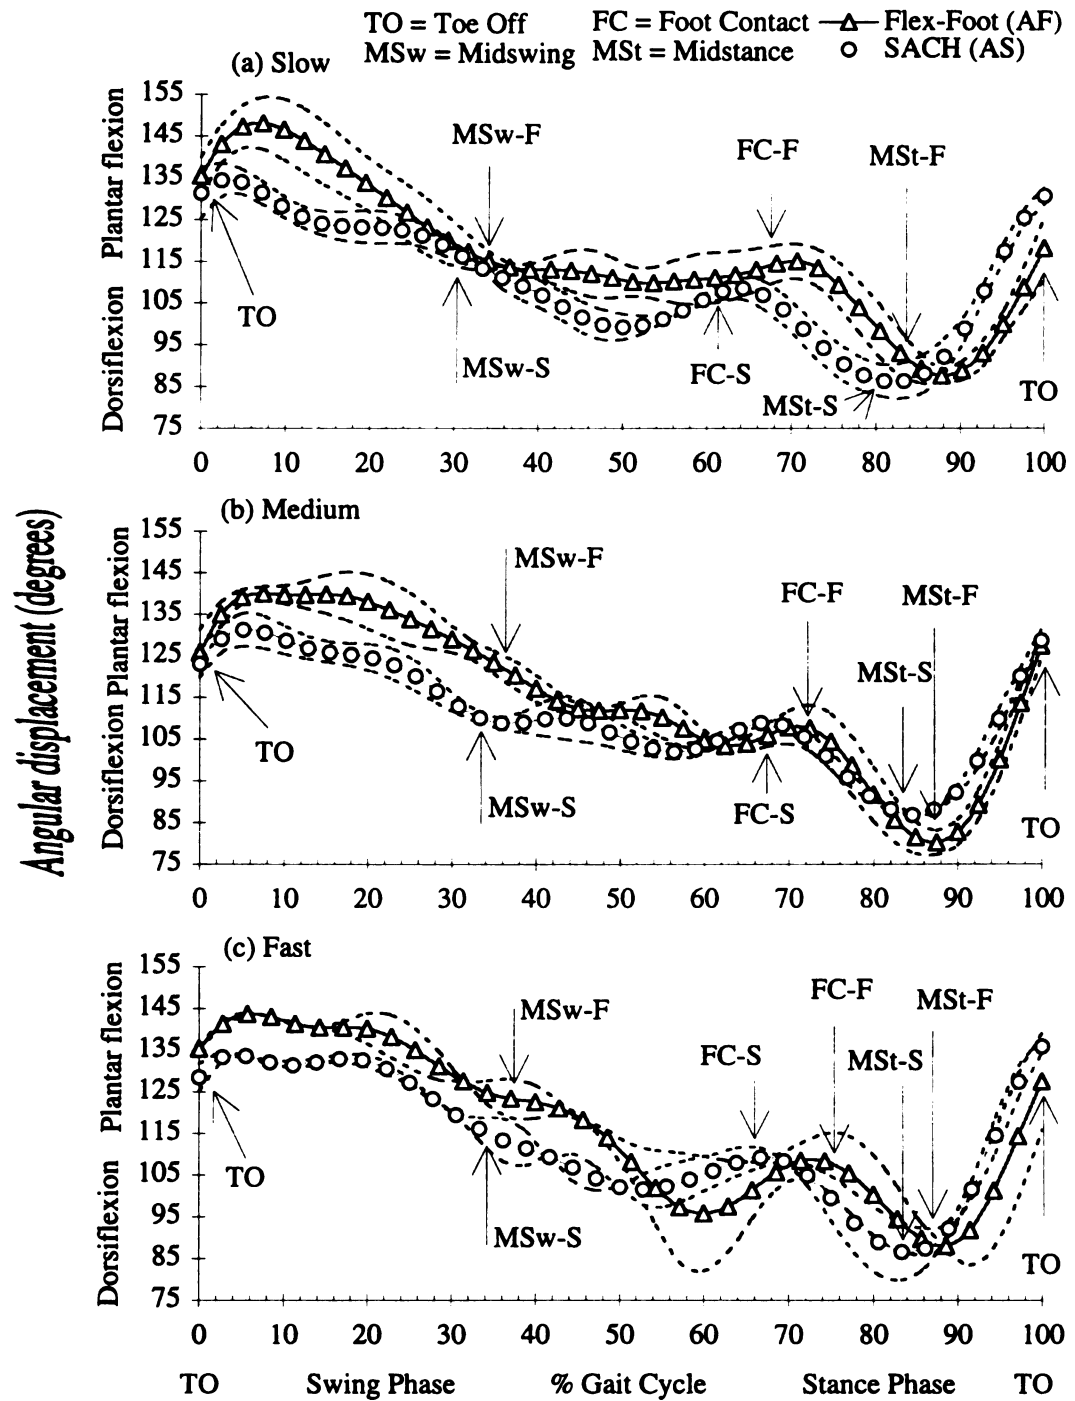 TO = Toe Off FC = Foot Contact Flex-Foot (AF)
MSw = Midswing MSt = Midstance SACH (AS)
(a) Slow
Dorsiflexion Plantar flexion
155
145
135
125
115
105
95
85
75
MSw-F
FC-F
MSt-F
TO
MSw-S
FC-S
MSt-S
TO
0 10 20 30 40 50 60 70 80 90 100
Angular displacement (degrees)
(b) Medium
Dorsiflexion Plantar flexion
155
145
135
125
115
105
95
85
75
MSw-F
FC-F
MSt-F
MSt-S
TO
MSw-S
FC-S
TO
0 10 20 30 40 50 60 70 80 90 100
(c) Fast
Dorsiflexion Plantar flexion
155
145
135
125
115
105
95
85
75
MSw-F
FC-F
MSt-F
FC-S
MSt-S
TO
MSw-S
TO
0 10 20 30 40 50 60 70 80 90 100
TO Swing Phase % Gait Cycle Stance Phase TO